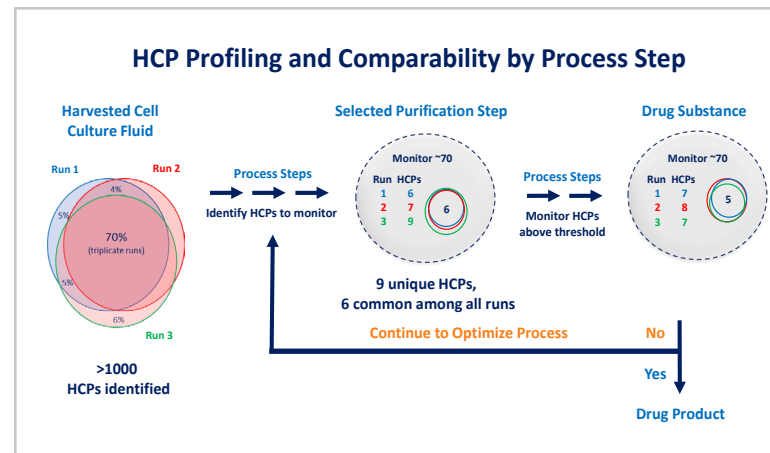 HCP Profiling and Comparability by Process Step
Harvested Cell
Culture Fluid
Run 1
Run 2
4%
5%
70%
(triplicate runs)
5%
6%
Run 3
>1000
HCPs identified
Process Steps
Identify HCPs to monitor
Selected Purification Step
Monitor ~70
Run HCPs
1 6
2 7
3 9
6
9 unique HCPs,
6 common among all runs
Process Steps
Monitor HCPs
above threshold
Drug Substance
Monitor ~70
Run HCPs
1 7
2 8
3 7
5
Continue to Optimize Process
No
Yes
Drug Product